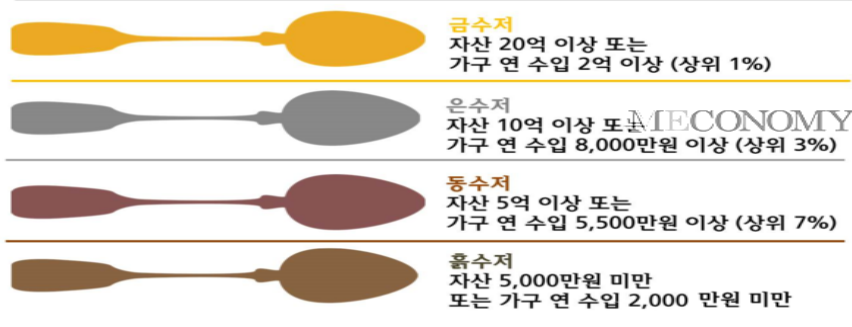 금수저
자산 20억 이상 또는
가구 연 수입 2억 이상 (상위 1%)
은수저
자산 10억 이상 또는
MECONOMY
가구 연 수입 8,000만원 이상 (상위 3%)
동수저
자산 5억 이상 또는
가구 연 수입 5,500만원 이상 (상위 7%)
흙수저
자산 5,000만원 미만
또는 가구 연 수입 2,000 만원 미만